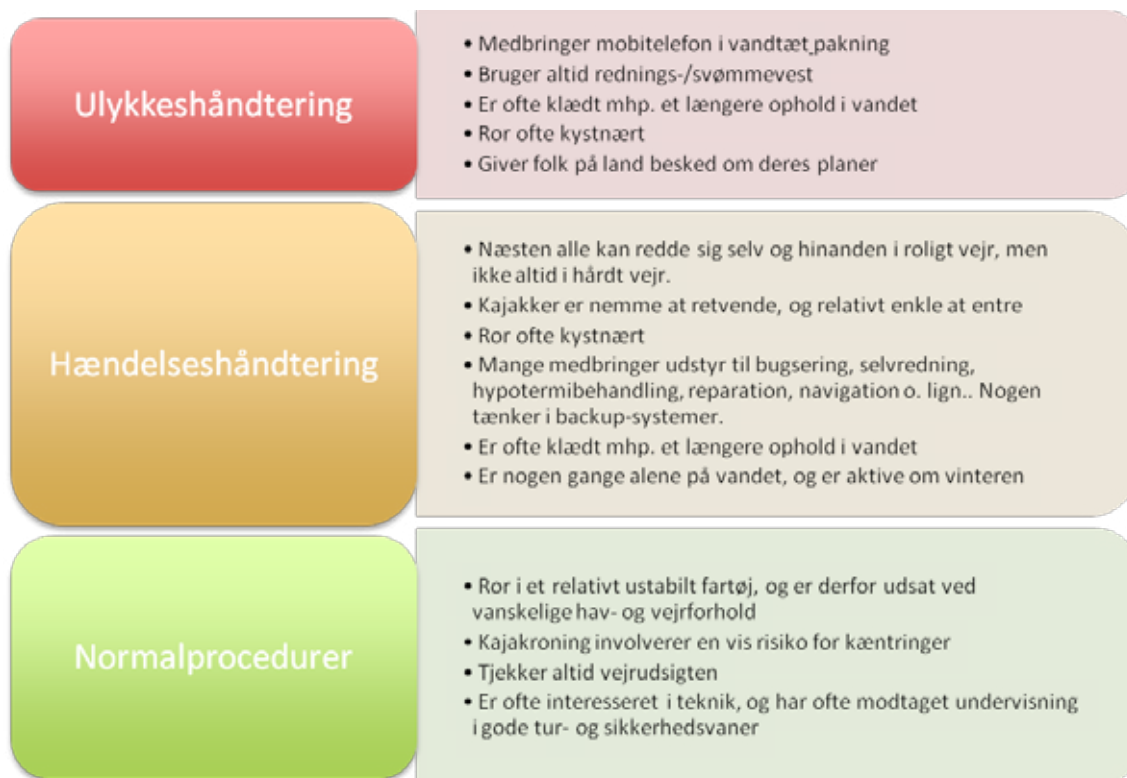 Ulykkeshåndtering
• Medbringer mobitelefon i vandtæt pakning
• Bruger altid rednings-/svømmevest
• Er ofte klædt mhp. et længere ophold i vandet
• Ror ofte kystnært
• Giver folk på land besked om deres planer
Hændelseshåndtering
• Næsten alle kan redde sig selv og hinanden i roligt vejr, men
ikke altid i hårdt vejr.
• Kajakker er nemme at retvende, og relativt enkle at entre
• Ror ofte kystnært
• Mange medbringer udstyr til bugsering, selvredning,
hypotermibehandling, reparation, navigation o. lign.. Nogen
tænker i backup-systemer.
• Er ofte klædt mhp. et længere ophold i vandet
• Er nogen gange alene på vandet, og er aktive om vinteren
Normalprocedurer
• Ror i et relativt ustabilt fartøj, og er derfor udsat ved
vanskelige hav- og vejrforhold
• Kajakroning involverer en vis risiko for kæntringer
• Tjekker altid vejrudsigten
• Er ofte interesseret i teknik, og har ofte modtaget undervisning
i gode tur- og sikkerhedsvaner